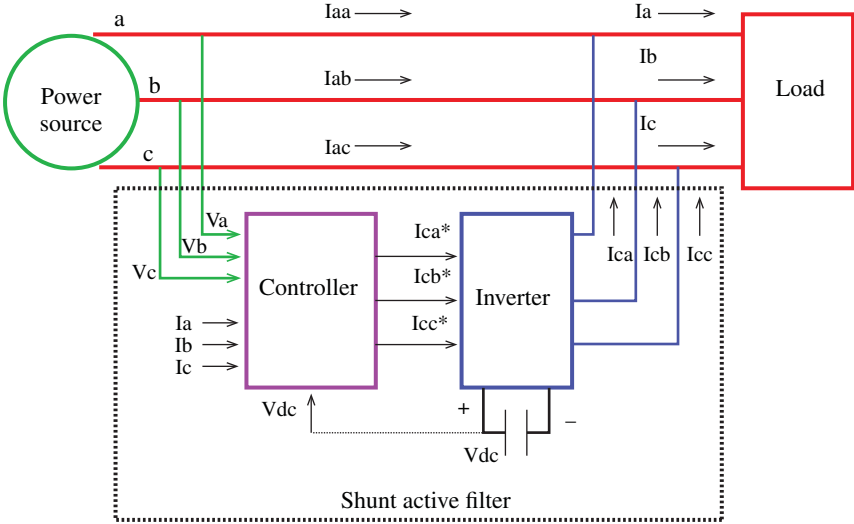 a
Iaa
Ia
Power
source
b
Iab
Ib
Load
c
Iac
Ic
Va
Vb
Vc
Controller
Ica*
Icb*
Icc*
Inverter
Ica
Icb
Icc
Ia
Ib
Ic
Vdc
+
–
Vdc
Shunt active filter